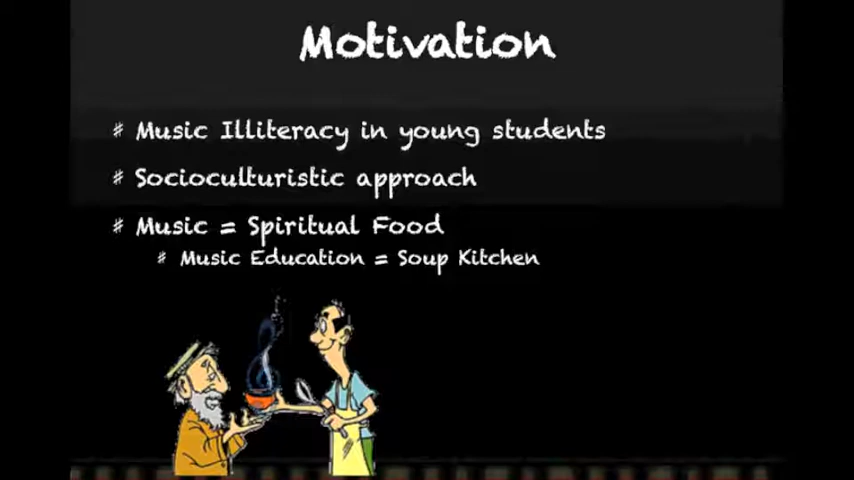 Motivation
# Music Illiteracy in young students
# Socioculturistic approach
# Music = Spiritual Food
# Music Education = Soup Kitchen